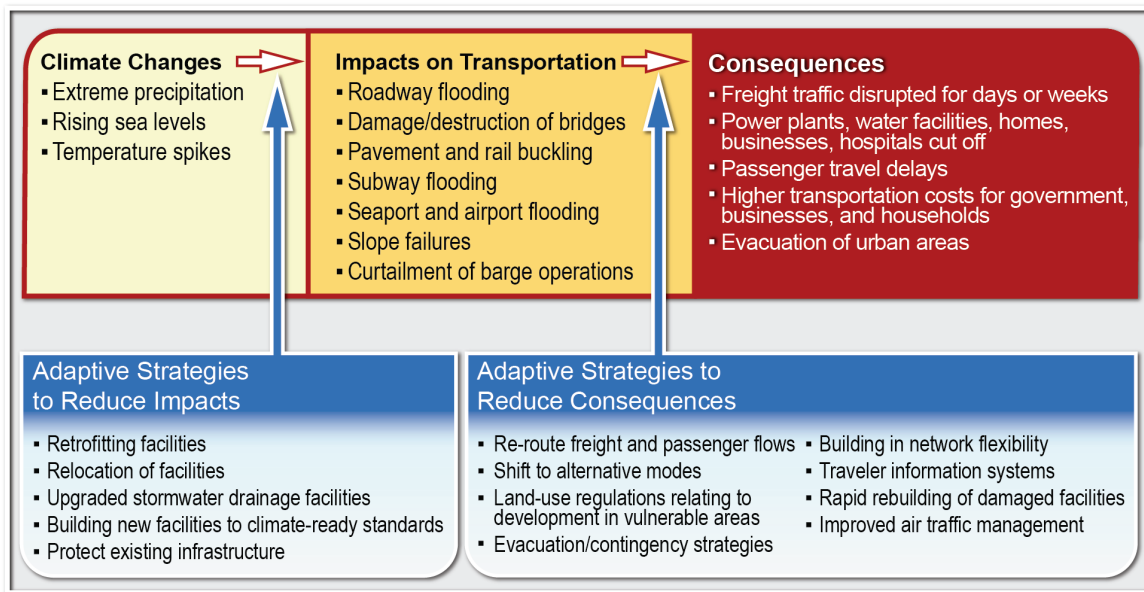 Climate Changes
▪ Extreme precipitation
▪ Rising sea levels
▪ Temperature spikes
Impacts on Transportation
▪ Roadway flooding
▪ Damage/destruction of bridges
▪ Pavement and rail buckling
▪ Subway flooding
▪ Seaport and airport flooding
▪ Slope failures
▪ Curtailment of barge operations
Consequences
▪ Freight traffic disrupted for days or weeks
▪ Power plants, water facilities, homes,
businesses, hospitals cut off
▪ Passenger travel delays
▪ Higher transportation costs for government,
businesses, and households
▪ Evacuation of urban areas
Adaptive Strategies
to Reduce Impacts
▪ Retrofitting facilities
▪ Relocation of facilities
▪ Upgraded stormwater drainage facilities
▪ Building new facilities to climate-ready standards
▪ Protect existing infrastructure
Adaptive Strategies to
Reduce Consequences
▪ Re-route freight and passenger flows
▪ Shift to alternative modes
▪ Land-use regulations relating to
development in vulnerable areas
▪ Evacuation/contingency strategies
▪ Building in network flexibility
▪ Traveler information systems
▪ Rapid rebuilding of damaged facilities
▪ Improved air traffic management